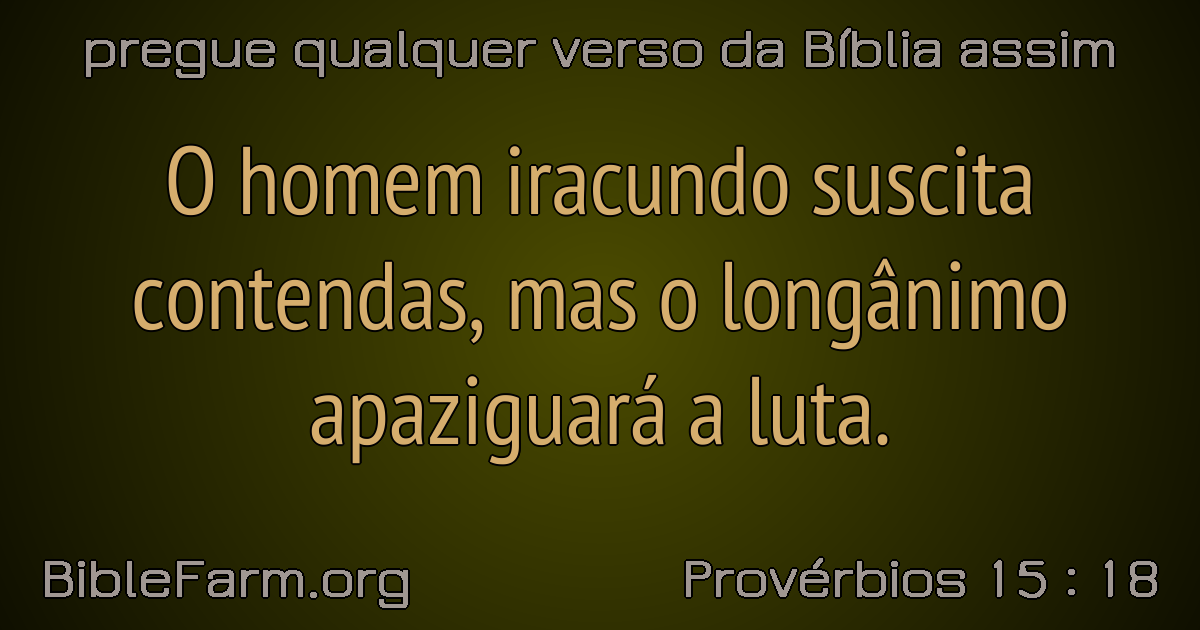 pregue qualquer verso da Bíblia assim
O homem iracundo suscita
contendas, mas o longânimo
apaziguará a luta.
BibleFarm.org
Provérbios 15 : 18